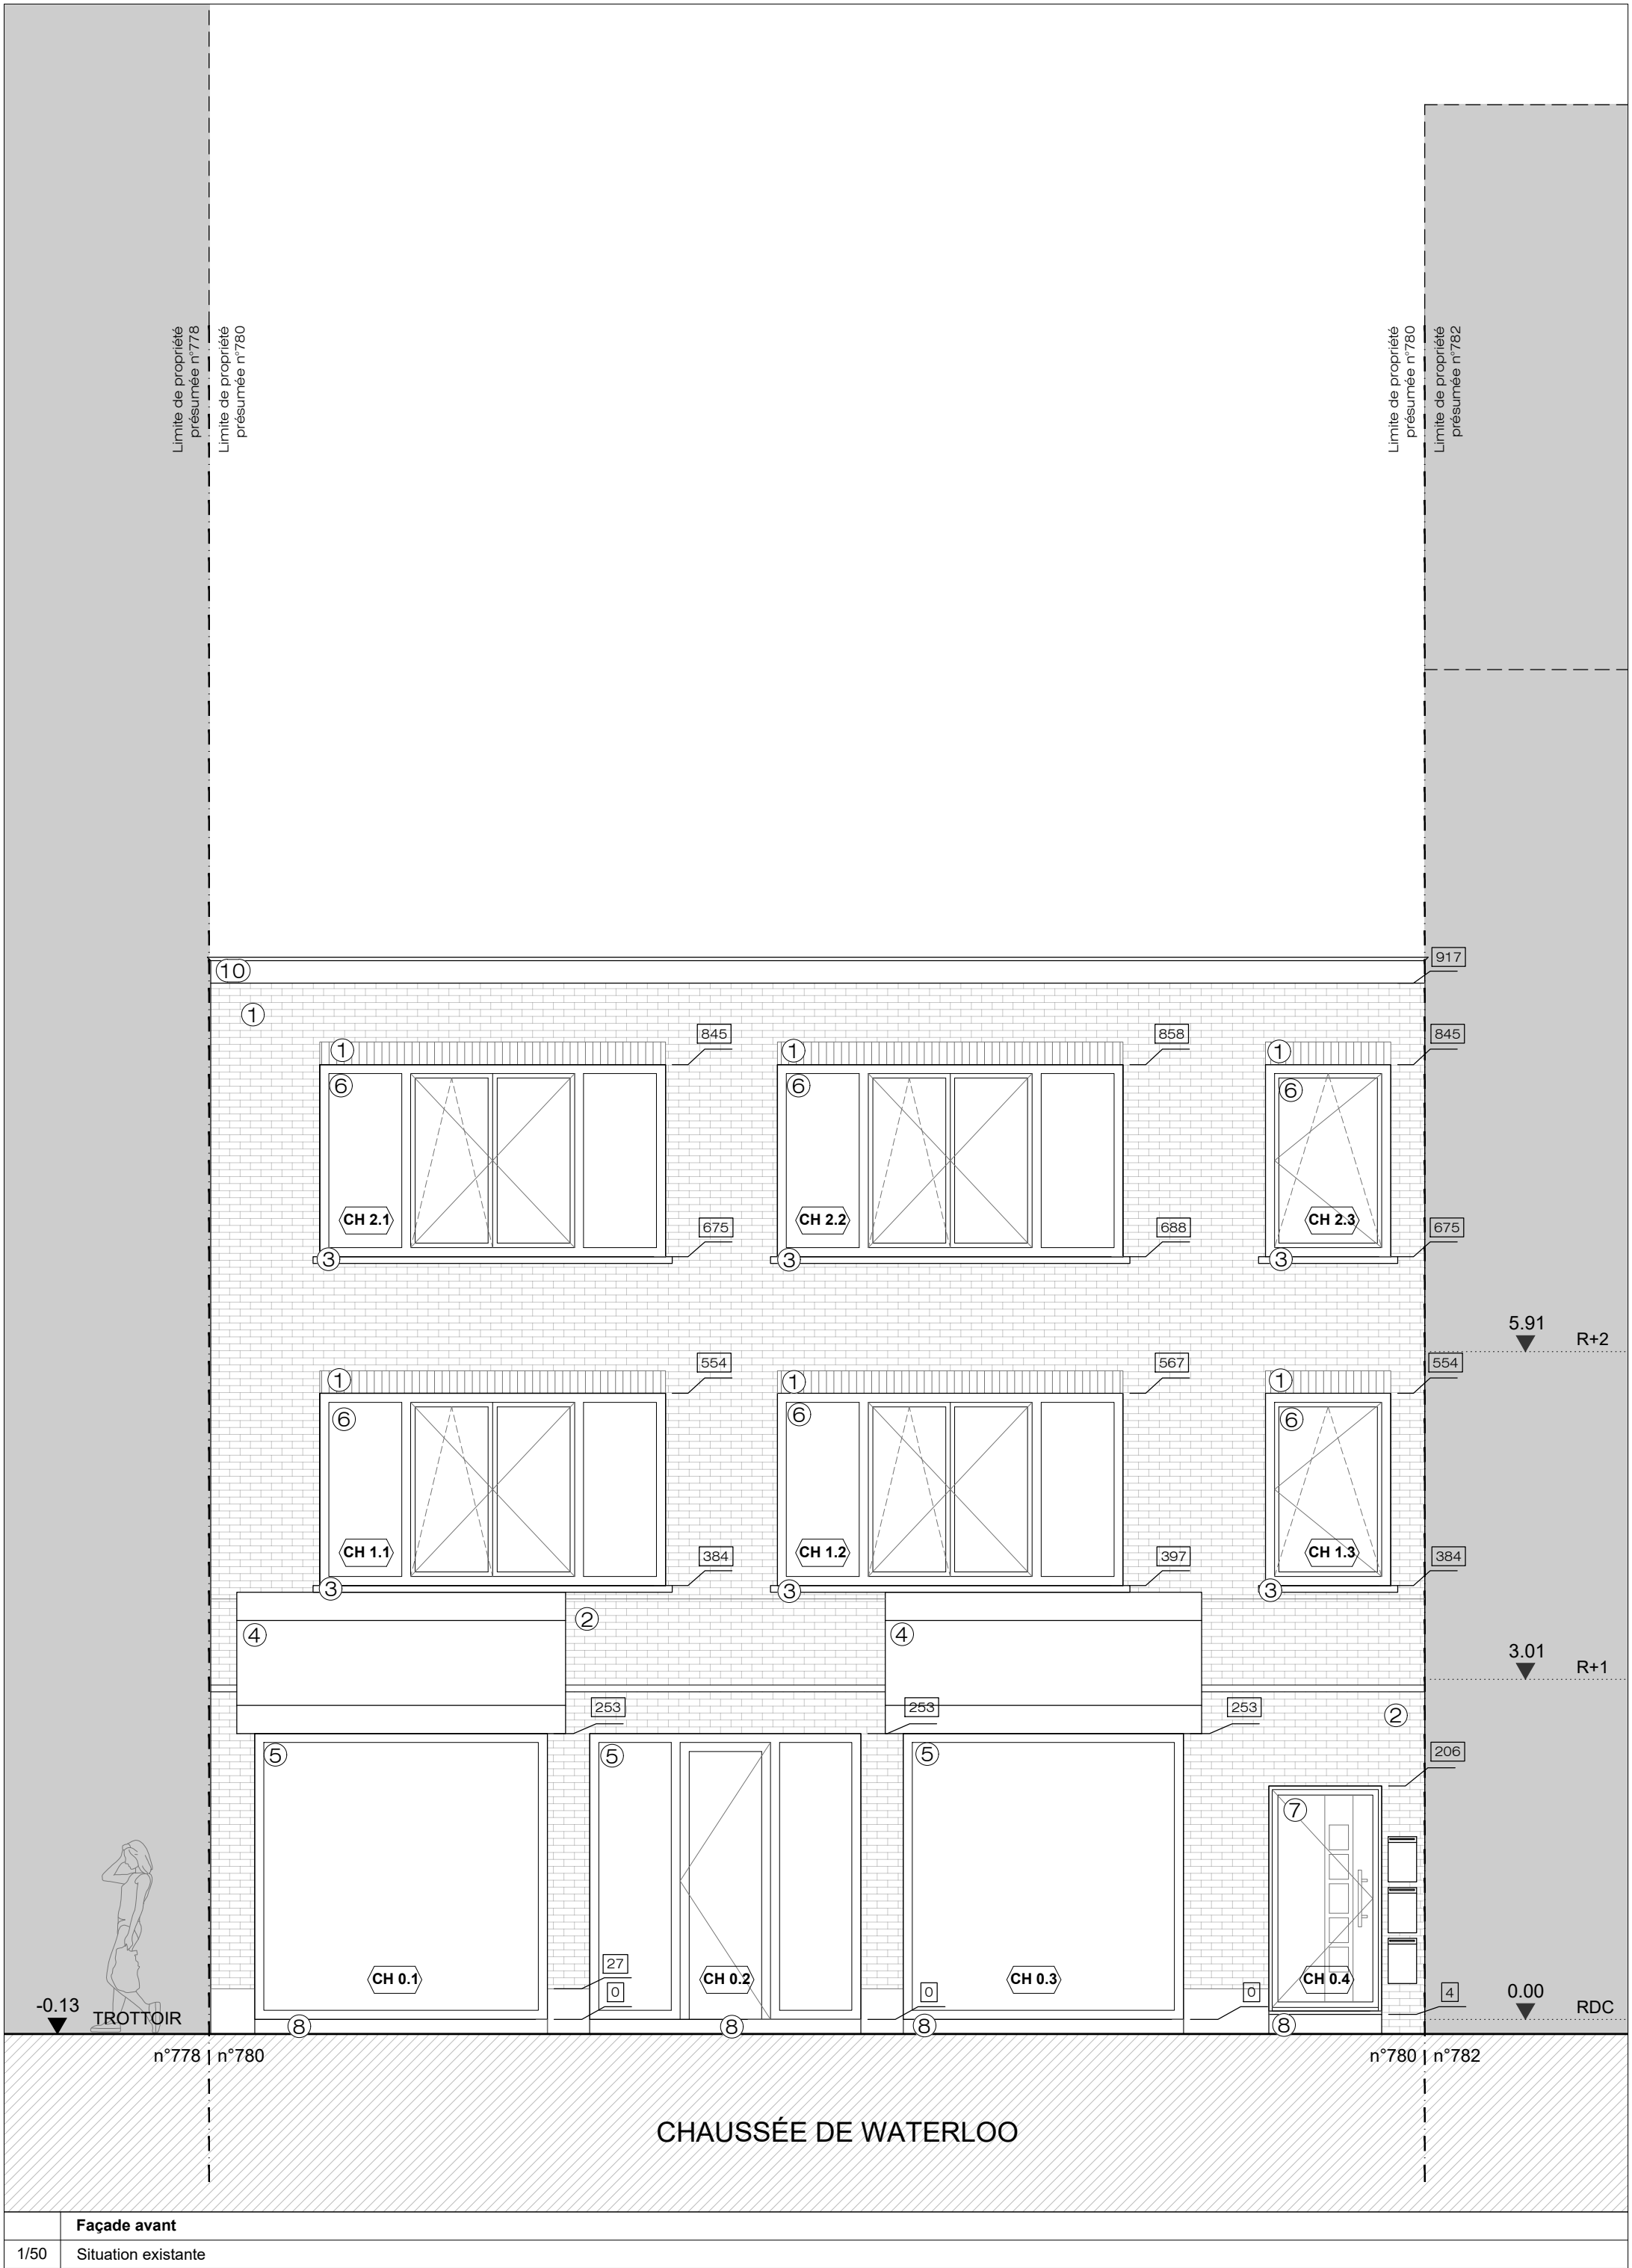 Limite de propriété
présumée n°778
Limite de propriété
présumée n°780
Limite de propriété
présumée n°780
Limite de propriété
présumée n°782
10
917
1
845
858
845
1
1
1
6
6
6
CH 2.1
CH 2.2
CH 2.3
675
688
675
3
3
3
5.91
R+2
554
567
554
1
1
1
6
6
6
CH 1.1
CH 1.2
CH 1.3
384
397
384
3
3
3
2
4
4
3.01
R+1
253
253
253
2
5
5
5
206
7
27
CH 0.1
CH 0.2
CH 0.3
CH 0.4
0
0
0
4
-0.13
TROTTOIR
0.00
RDC
8
8
8
8
n°778
n°780
n°780
n°782
CHAUSSÉE DE WATERLOO
Façade avant
1/50
Situation existante